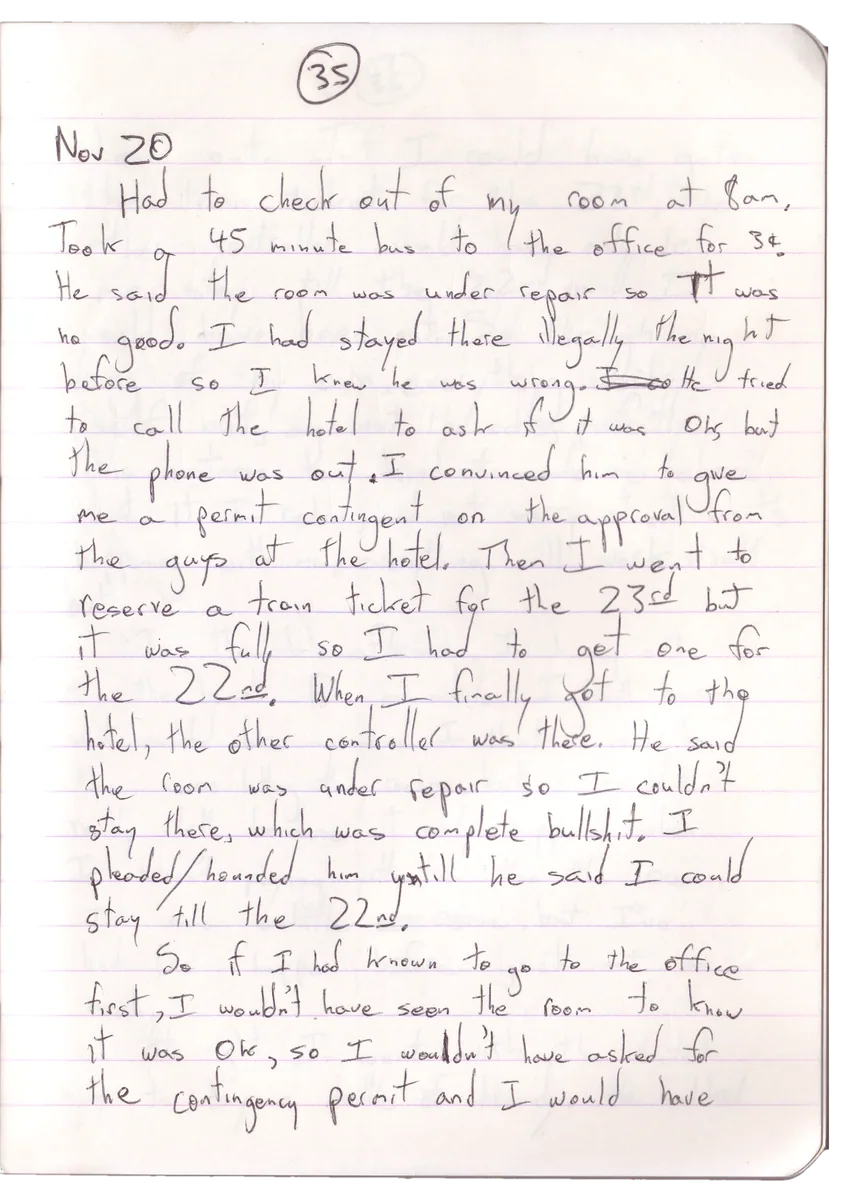 35
Nov 20
Had to check out of my room at 8am.
Took a 45 minute bus to the office for 3¢.
He said the room was under repair so it was
no good. I had stayed there illegally the night
before so I knew he was wrong. He tried
to call the hotel to ask if it was Ok, but
the phone was out. I convinced him to give
me a permit contingent on the approval from
the guys at the hotel. Then I went to
reserve a train ticket for the 23rd but
it was full, so I had to get one for
the 22nd. When I finally got to the
hotel, the other controller was there. He said
the room was under repair so I couldn't
stay there, which was complete bullshit. I
pleaded/hounded him untill he said I could
stay till the 22nd.
So if I had known to go to the office
first, I wouldn't have seen the room to know
it was Ok, so I wouldn't have asked for
the contingency permit and I would have